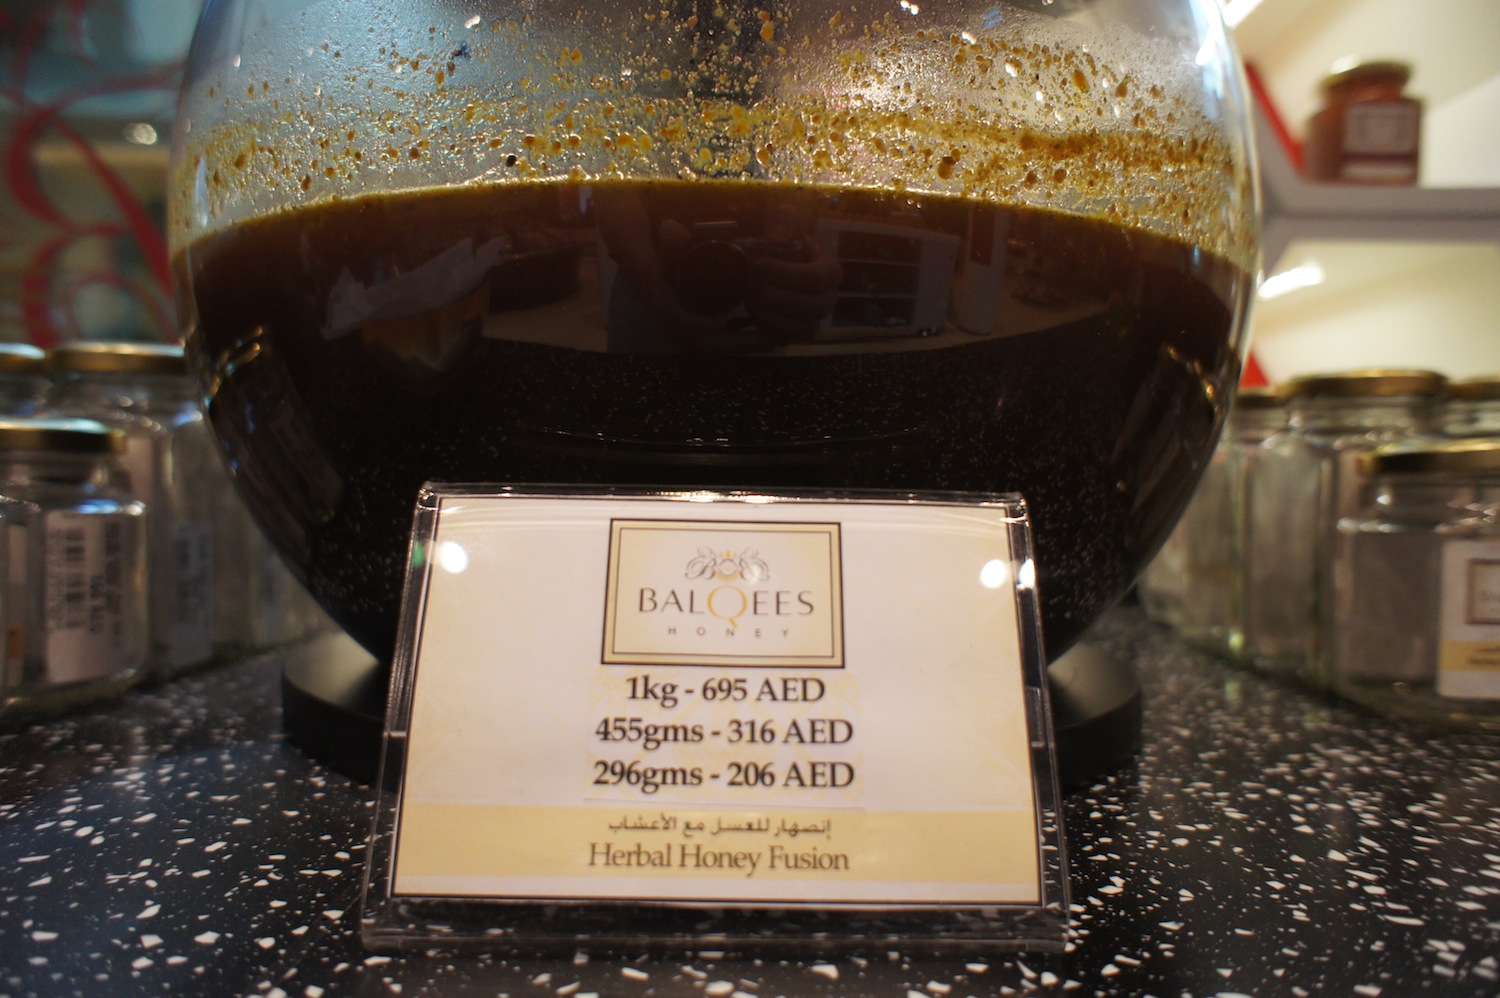 BALQEES
HONEY
1kg - 695 AED
455gms - 316 AED
296gms - 206 AED
إنصهار للعسل مع الأعشاب
Herbal Honey Fusion